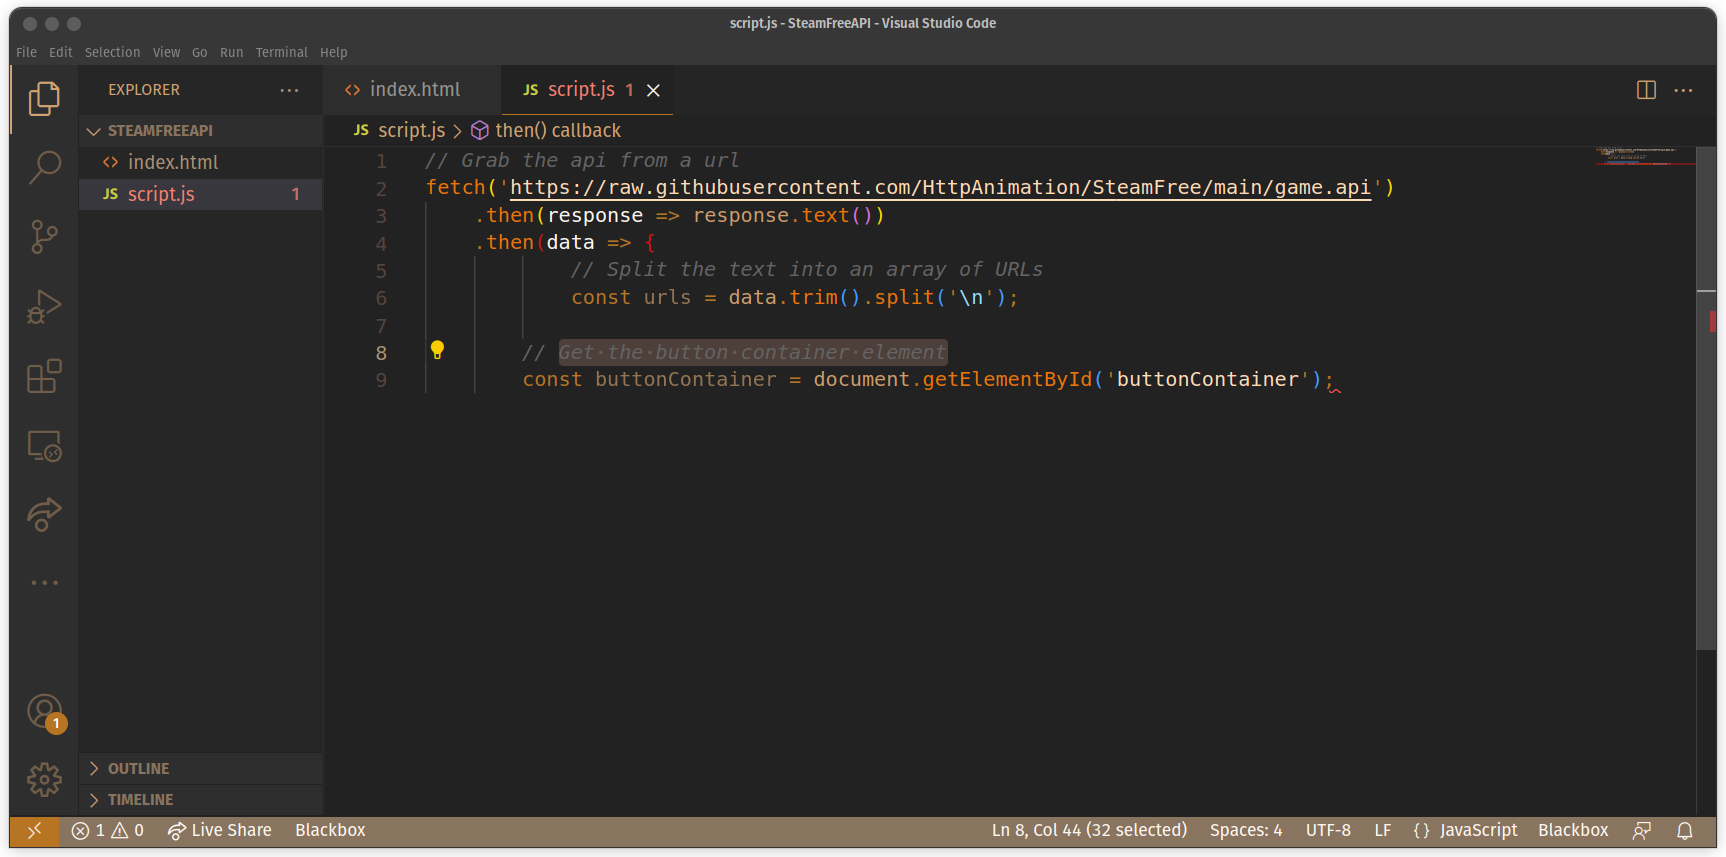 script.js - SteamFreeAPI - Visual Studio Code
File Edit Selection View Go Run Terminal Help
EXPLORER
STEAMFREEAPI
index.html
JS script.js 1
OUTLINE
TIMELINE
index.html JS script.js 1
JS script.js > then() callback
1 // Grab the api from a url
2 fetch('https://raw.githubusercontent.com/HttpAnimation/SteamFree/main/game.api')
3 .then(response => response.text())
4 .then(data => {
5 // Split the text into an array of URLs
6 const urls = data.trim().split('\n');
7
8 // Get·the·button·container·element
9 const buttonContainer = document.getElementById('buttonContainer');
1
1 0 Live Share Blackbox Ln 8, Col 44 (32 selected) Spaces: 4 UTF-8 LF {} JavaScript Blackbox